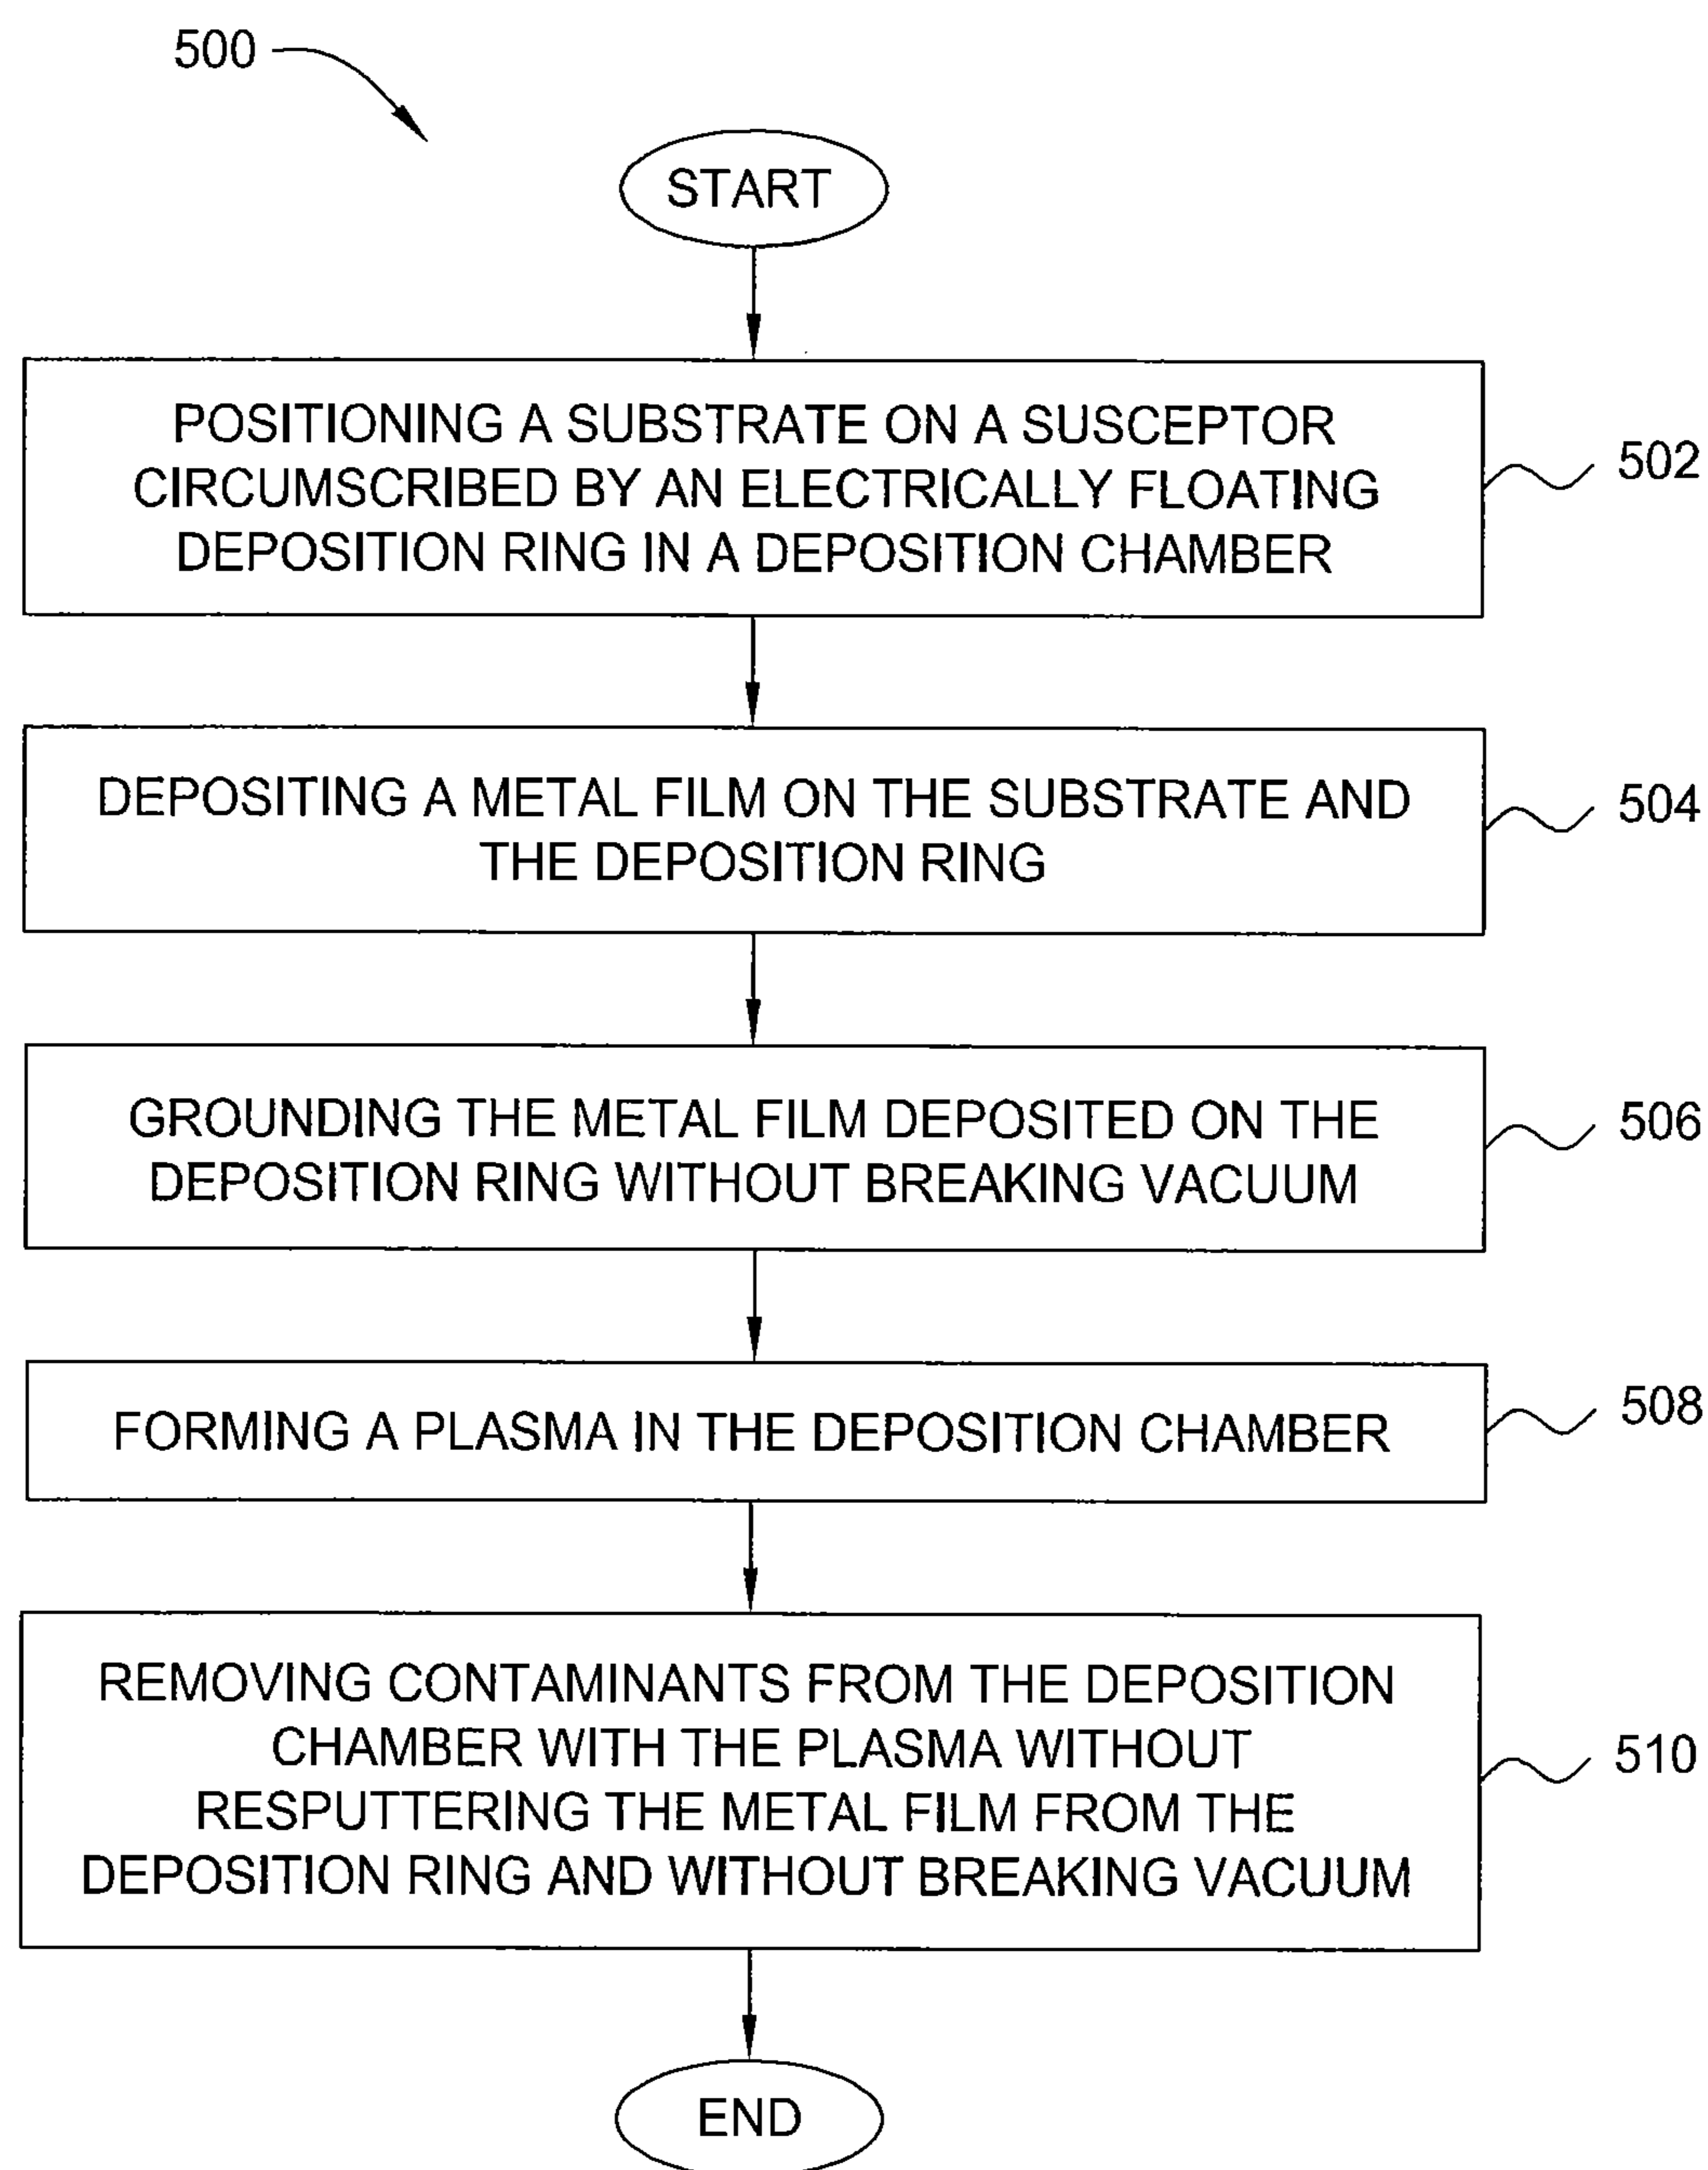 500
START
POSITIONING A SUBSTRATE ON A SUSCEPTOR
CIRCUMSCRIBED BY AN ELECTRICALLY FLOATING
DEPOSITION RING IN A DEPOSITION CHAMBER
502
DEPOSITING A METAL FILM ON THE SUBSTRATE AND
THE DEPOSITION RING
504
GROUNDING THE METAL FILM DEPOSITED ON THE
DEPOSITION RING WITHOUT BREAKING VACUUM
506
FORMING A PLASMA IN THE DEPOSITION CHAMBER
508
REMOVING CONTAMINANTS FROM THE DEPOSITION
CHAMBER WITH THE PLASMA WITHOUT
RESPUTTERING THE METAL FILM FROM THE
DEPOSITION RING AND WITHOUT BREAKING VACUUM
510
END